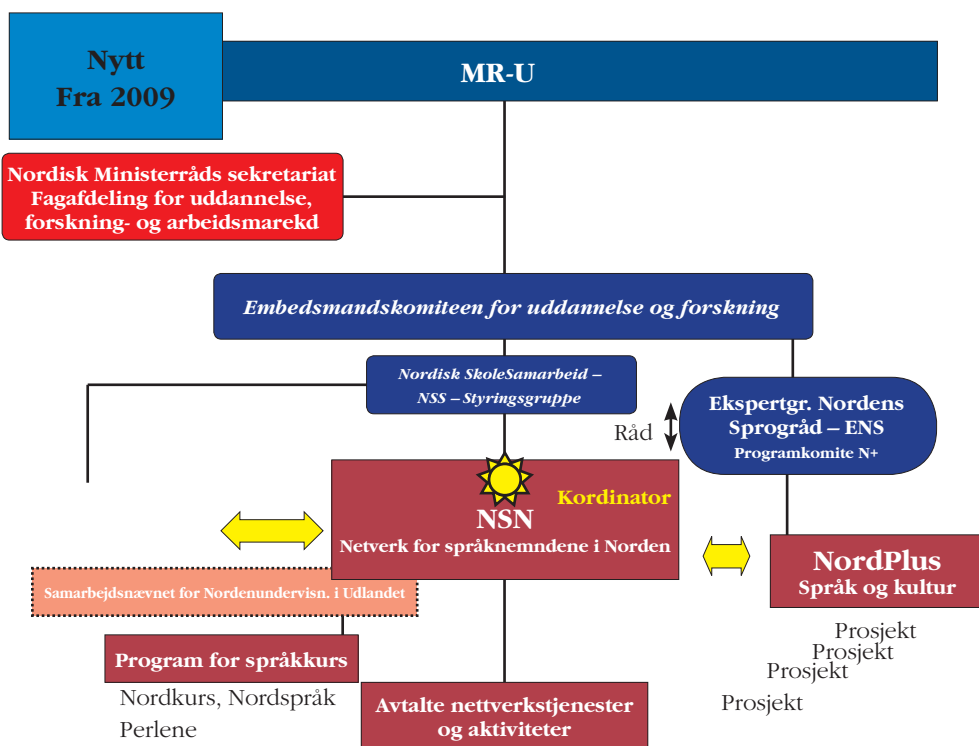 Nytt
Fra 2009
MR-U
Nordisk Ministerråds sekretariat
Fagafdeling for uddannelse,
forskning- og arbeidsmarekd
Embedsmandskomiteen for uddannelse og forskning
Nordisk SkoleSamarbeid –
NSS – Styringsgruppe
Råd
Ekspertgr. Nordens
Sprogråd – ENS
Programkomite N+
Kordinator
NSN
Netverk for språknemndene i Norden
NordPlus
Språk og kultur
Samarbejdsnævnet for Nordenundervisn. i Udlandet
Program for språkkurs
Nordkurs, Nordspråk
Perlene
Avtalte nettverkstjenester
og aktiviteter
Prosjekt
Prosjekt
Prosjekt
Prosjekt